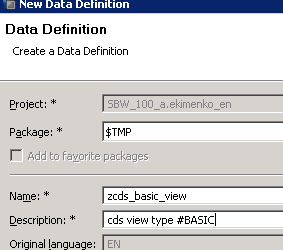 New Data Definition
Data Definition
Create a Data Definition
Project: * SBW_100_a.ekimenko_en
Package: * $TMP
Add to favorite packages
Name: * zcds_basic_view
Description: * cds view type #BASIC
Original language: EN